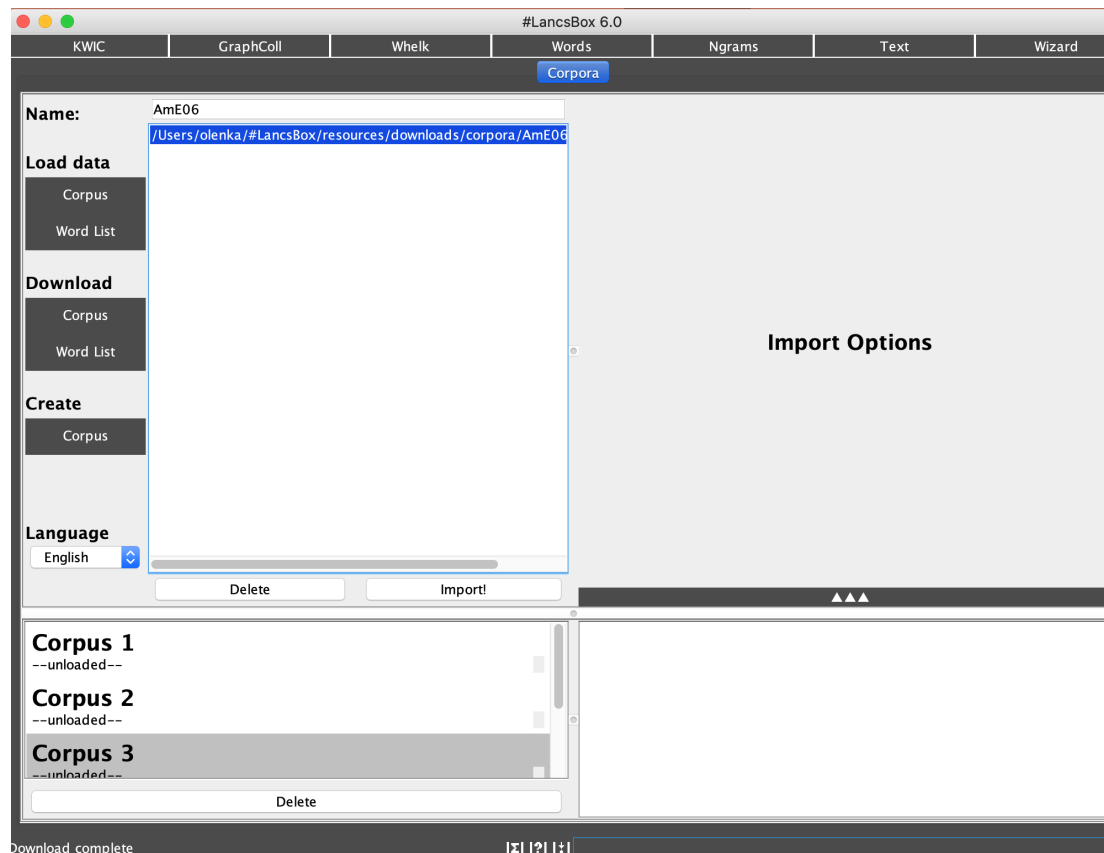 #LancsBox 6.0
KWIC GraphColl Whelk Words Ngrams Text Wizard
Corpora
Name: AmE06
/Users/olenka/#LancsBox/resources/downloads/corpora/AmE06
Load data
Corpus
Word List
Download
Corpus
Word List
Create
Corpus
Language
English
Import Options
Delete Import!
▲▲▲
Corpus 1
--unloaded--
Corpus 2
--unloaded--
Corpus 3
--unloaded--
Delete
Download complete |Σ| |?| |‡|